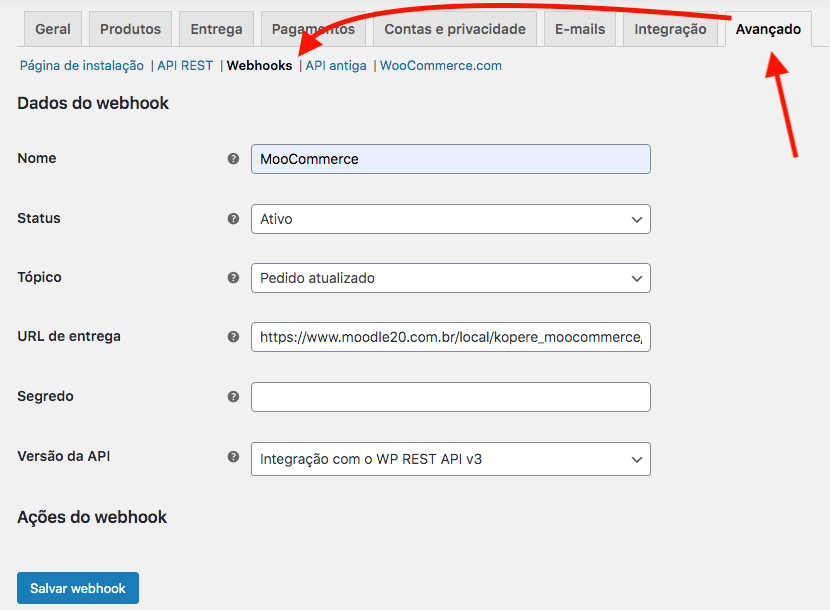 Geral Produtos Entrega Pagamentos Contas e privacidade E-mails Integração Avançado
Página de instalação | API REST | Webhooks | API antiga | WooCommerce.com
Dados do webhook
Nome ? MooCommerce
Status ? Ativo
Tópico ? Pedido atualizado
URL de entrega ? https://www.moodle20.com.br/local/kopere_moocommerce,
Segredo ?
Versão da API ? Integração com o WP REST API v3
Ações do webhook
Salvar webhook